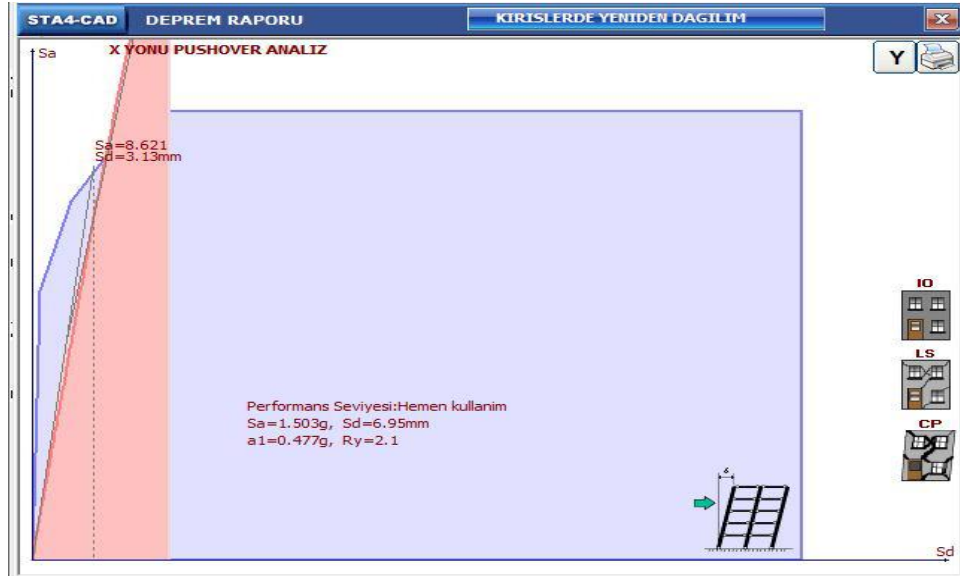 STA4-CAD DEPREM RAPORU KIRISLERDE YENIDEN DAGILIM
Sa
X YONU PUSHOVER ANALIZ
Y
Sa=8.621
Sd=3.13mm
IO
LS
CP
Performans Seviyesi:Hemen kullanim
Sa=1.503g, Sd=6.95mm
a1=0.477g, Ry=2.1
Sd